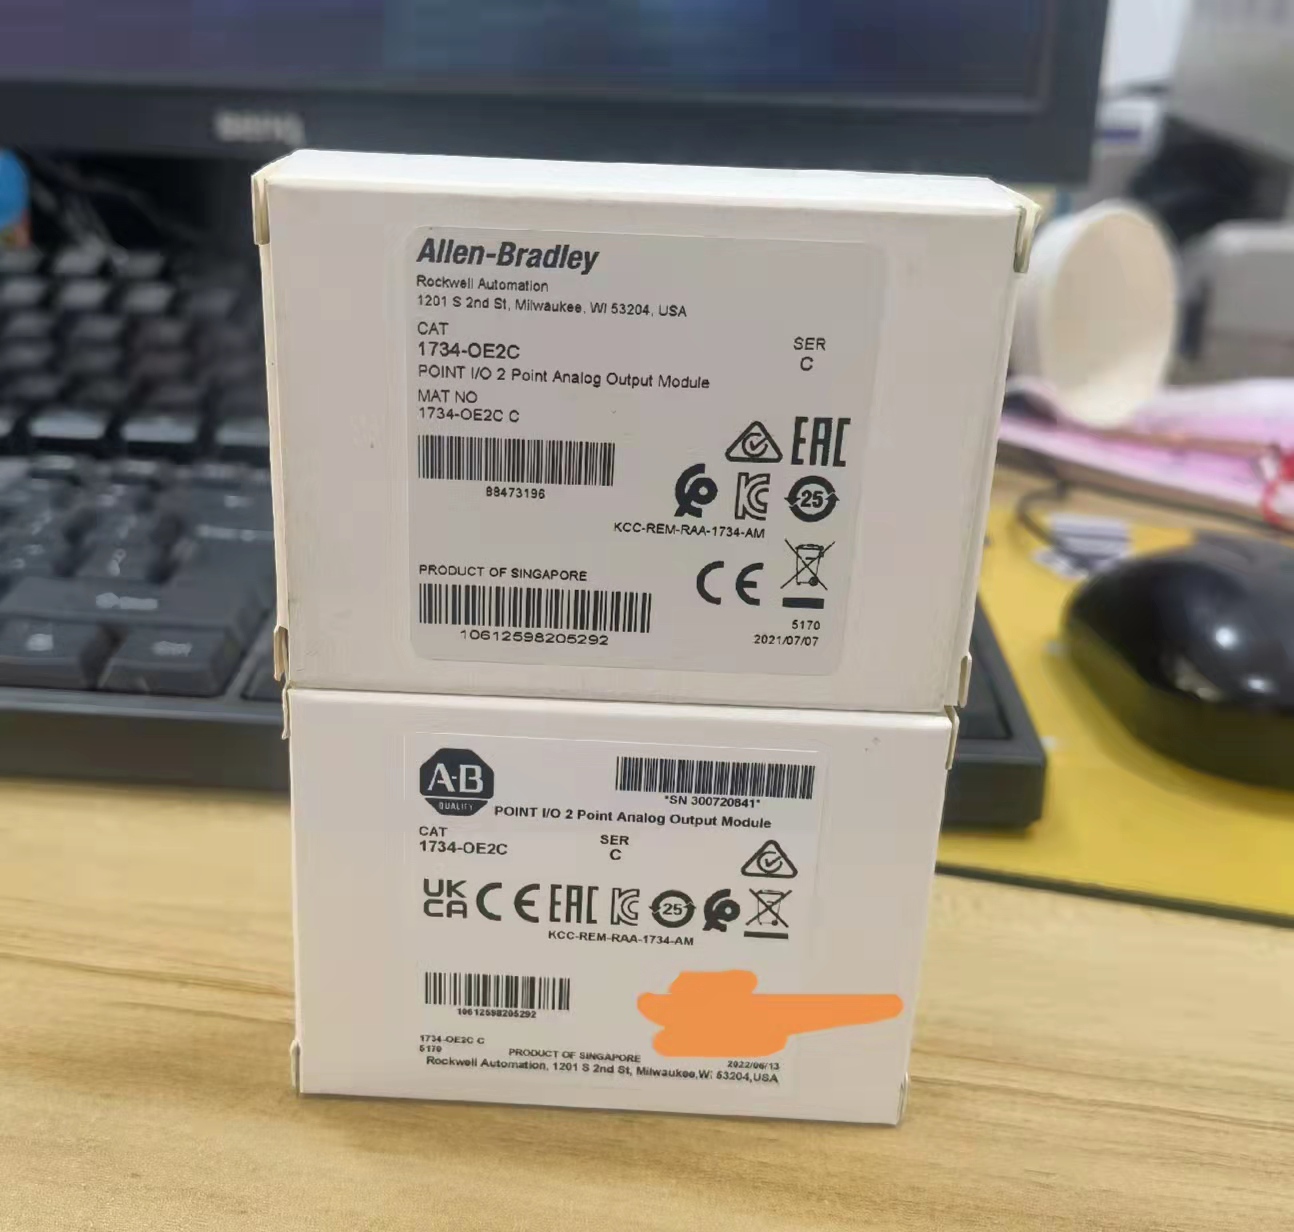 BENQ
Allen-Bradley
Rockwell Automation
1201 S 2nd St, Milwaukee, WI 53204, USA
CAT
1734-OE2C
SER
C
POINT I/O 2 Point Analog Output Module
MAT NO
1734-OE2C C
88473196
EAC
25
KCC-REM-RAA-1734-AM
PRODUCT OF SINGAPORE
CE
10612598205292
5170
2021/07/07
A-B
QUALITY
*SN 300720841*
POINT I/O 2 Point Analog Output Module
CAT
1734-OE2C
SER
C
UK
CA
CE
EAC
25
KCC-REM-RAA-1734-AM
10612598205292
1734-OE2C C
5170
PRODUCT OF SINGAPORE
2022/06/13
Rockwell Automation, 1201 S 2nd St, Milwaukee,WI 53204,USA